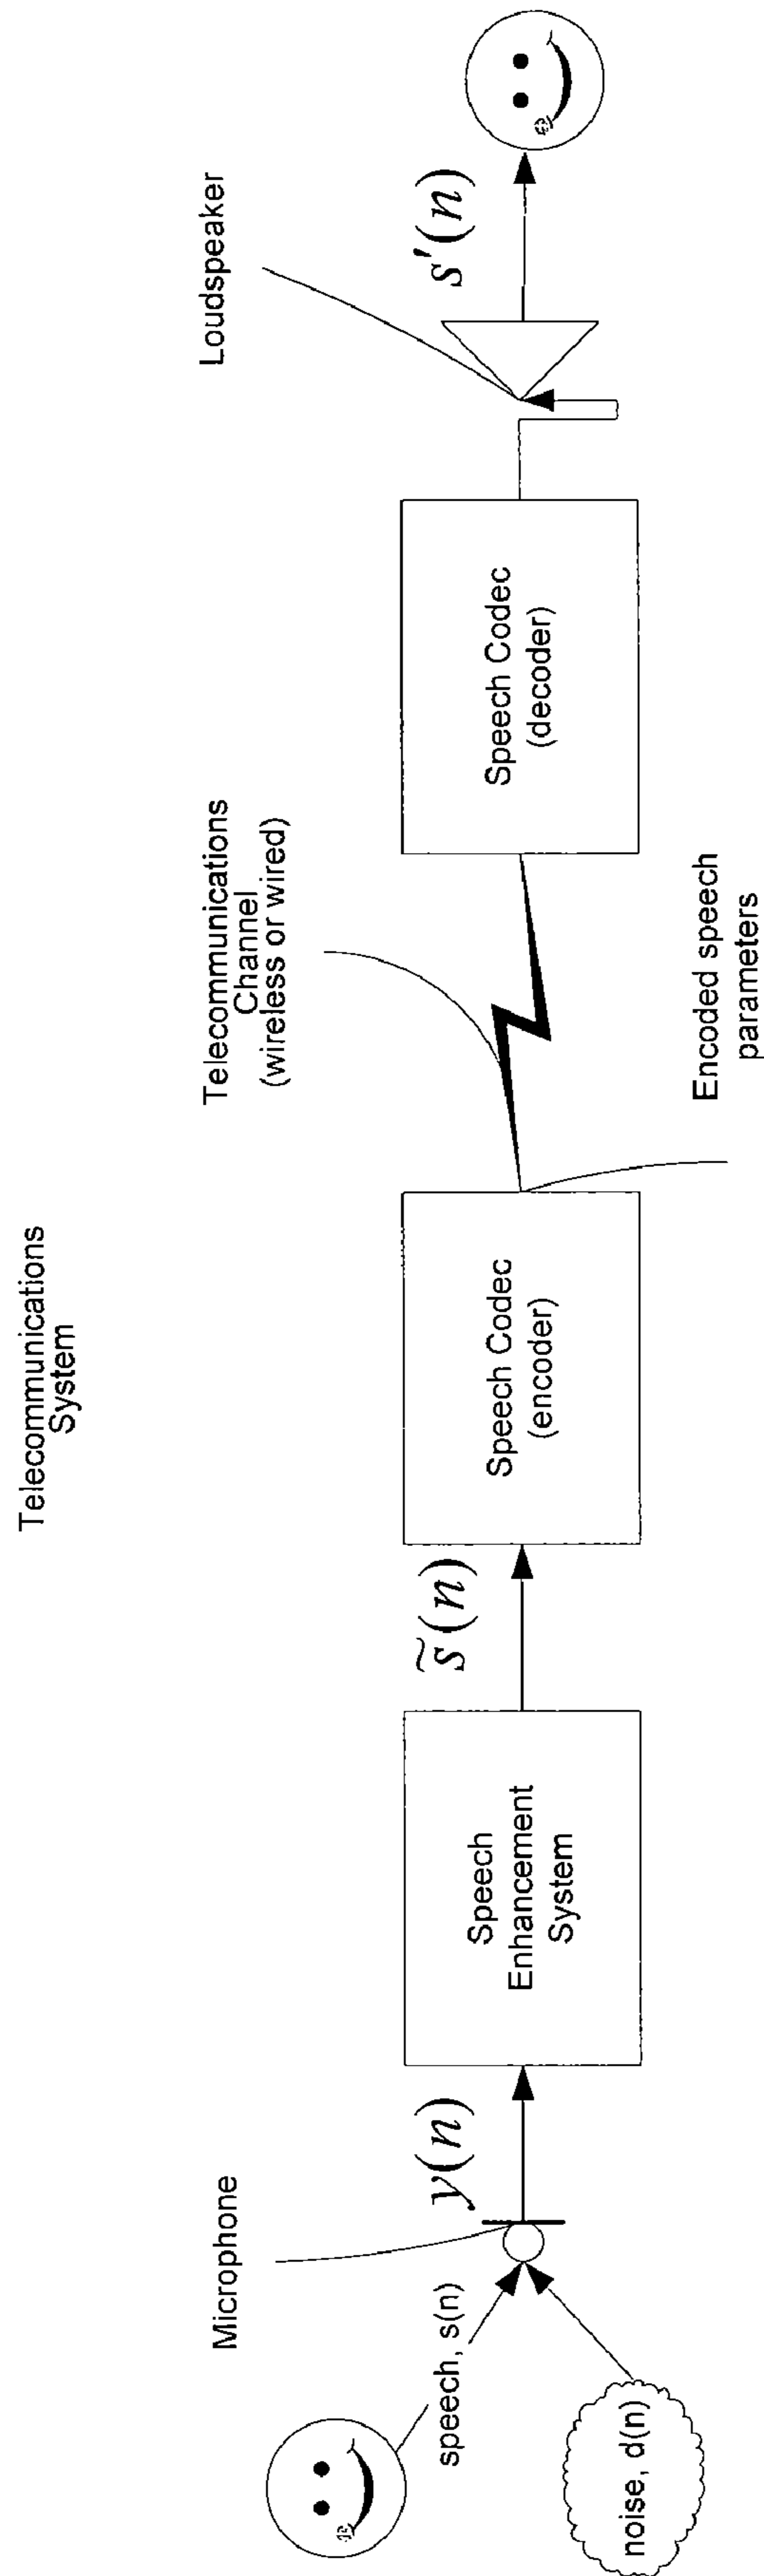 Telecommunications
System
Microphone
speech, s(n)
noise, d(n)
y(n)
Speech
Enhancement
System
s̃(n)
Speech Codec
(encoder)
Encoded speech
parameters
Telecommunications
Channel
(wireless or wired)
Speech Codec
(decoder)
Loudspeaker
s'(n)